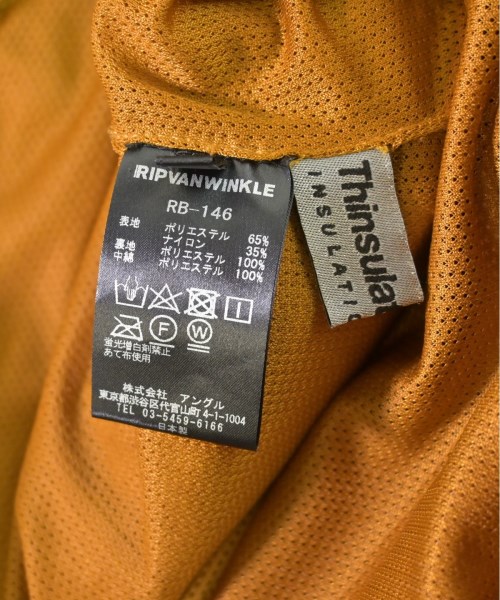 RIPVANWINKLE
RB-146
表地 ポリエステル 65%
ナイロン 35%
裏地 ポリエステル 100%
中綿 ポリエステル 100%
F W
蛍光増白剤禁止
あて布使用
株式会社 アングル
東京都渋谷区代官山町4-1-1004
TEL 03-5459-6166
日本製
Thinsulat
INSULATIO